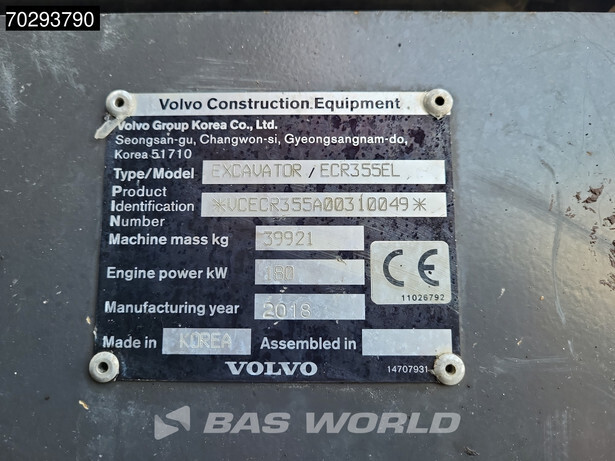 70293790
Volvo Construction Equipment
Volvo Group Korea Co., Ltd.
Seongsan-gu, Changwon-si, Gyeongsangnam-do,
Korea 51710
Type/Model EXCAVATOR / ECR355EL
Product
Identification *VCECR355A00310049*
Number
Machine mass kg 39921
CE
Engine power kW 180
11026792
Manufacturing year 2018
Made in KOREA Assembled in
VOLVO 14707931
BAS WORLD